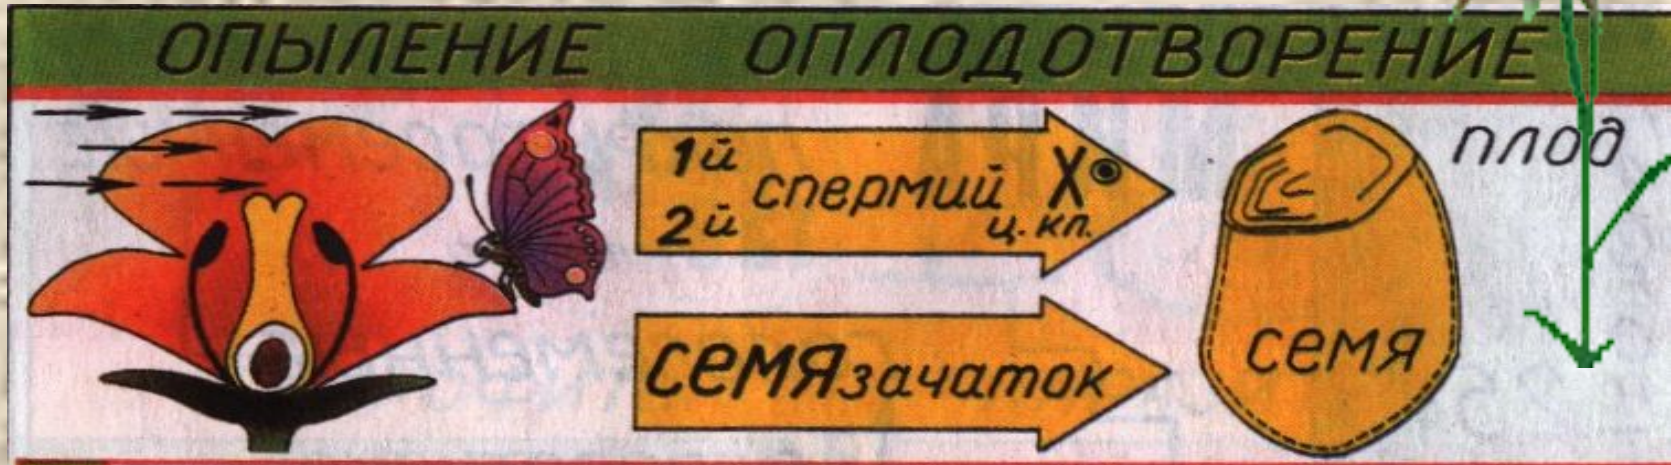 ОПЫЛЕНИЕ ОПЛОДОТВОРЕНИЕ
1й
2й
спермий
Х
ц. кл.
семязачаток
семя
плод